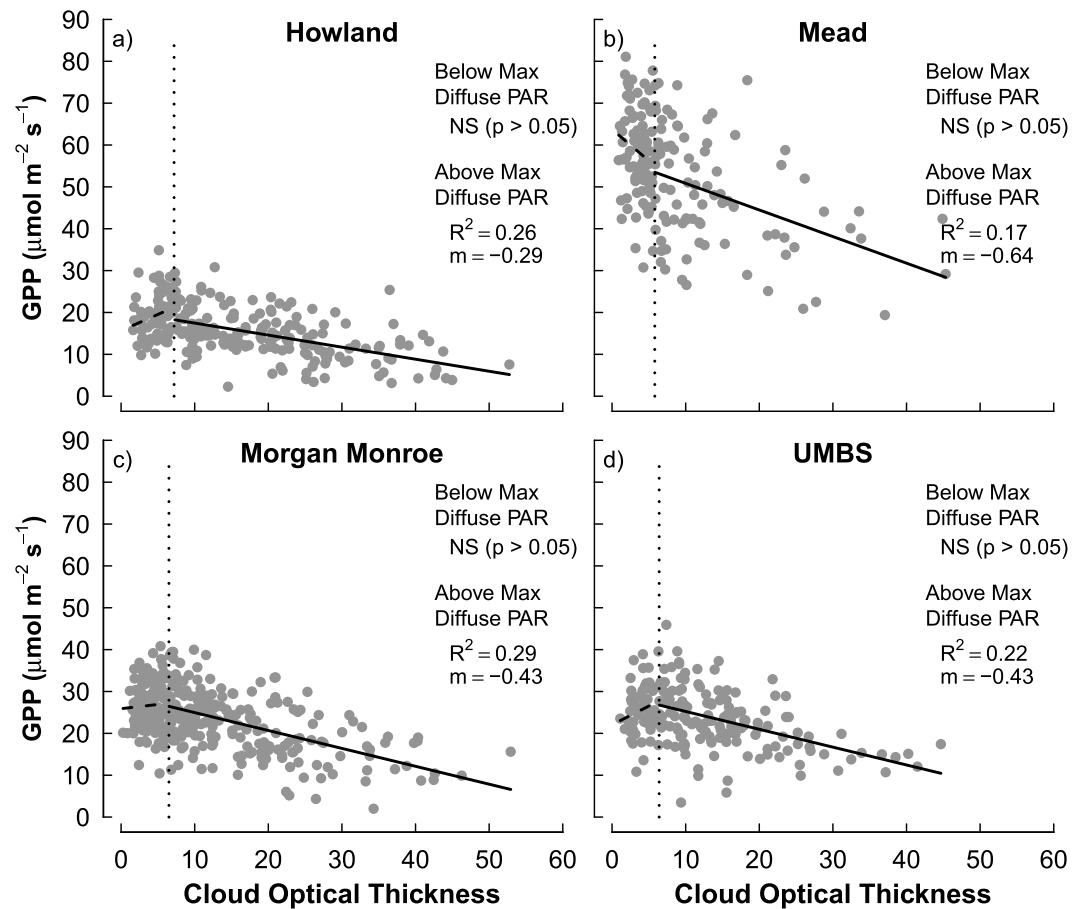 a)
Howland
Below Max
Diffuse PAR
NS (p > 0.05)
Above Max
Diffuse PAR
R² = 0.26
m = −0.29
90
80
70
60
50
40
30
20
10
0
GPP (μmol m⁻² s⁻¹)
b)
Mead
Below Max
Diffuse PAR
NS (p > 0.05)
Above Max
Diffuse PAR
R² = 0.17
m = −0.64
c)
Morgan Monroe
Below Max
Diffuse PAR
NS (p > 0.05)
Above Max
Diffuse PAR
R² = 0.29
m = −0.43
90
80
70
60
50
40
30
20
10
0
GPP (μmol m⁻² s⁻¹)
0 10 20 30 40 50 60
Cloud Optical Thickness
d)
UMBS
Below Max
Diffuse PAR
NS (p > 0.05)
Above Max
Diffuse PAR
R² = 0.22
m = −0.43
0 10 20 30 40 50 60
Cloud Optical Thickness